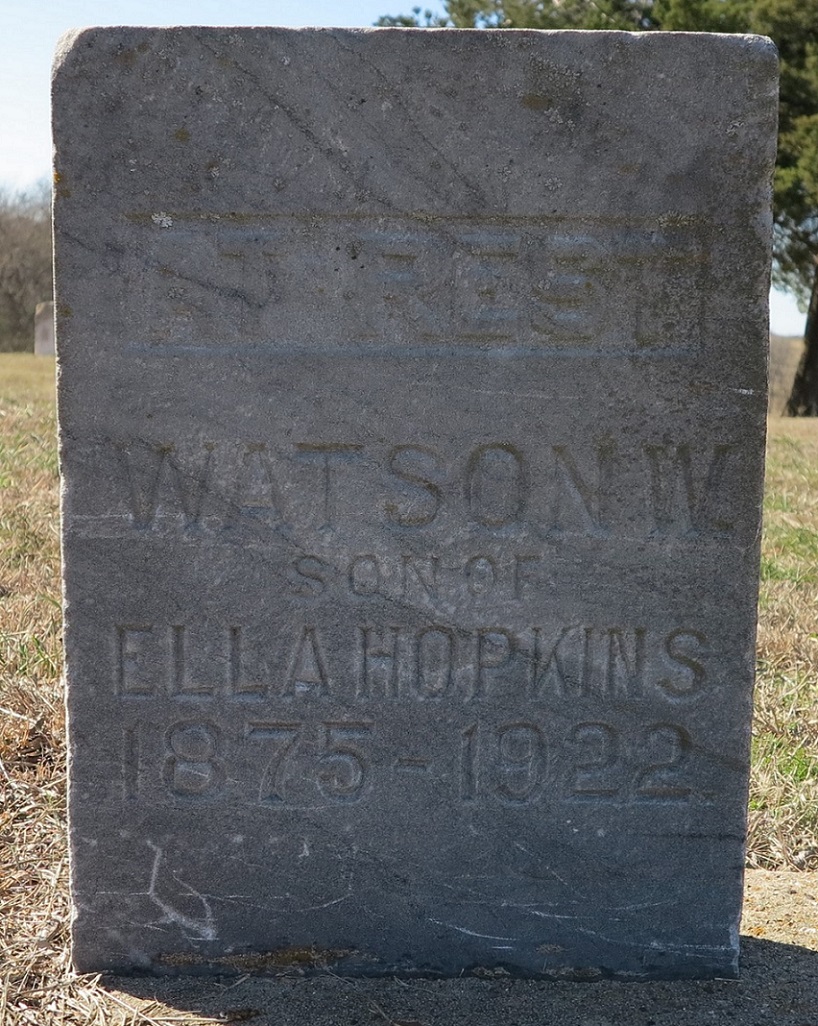 AT REST
WATSON W
SON OF
ELLA HOPKINS
1875 - 1922